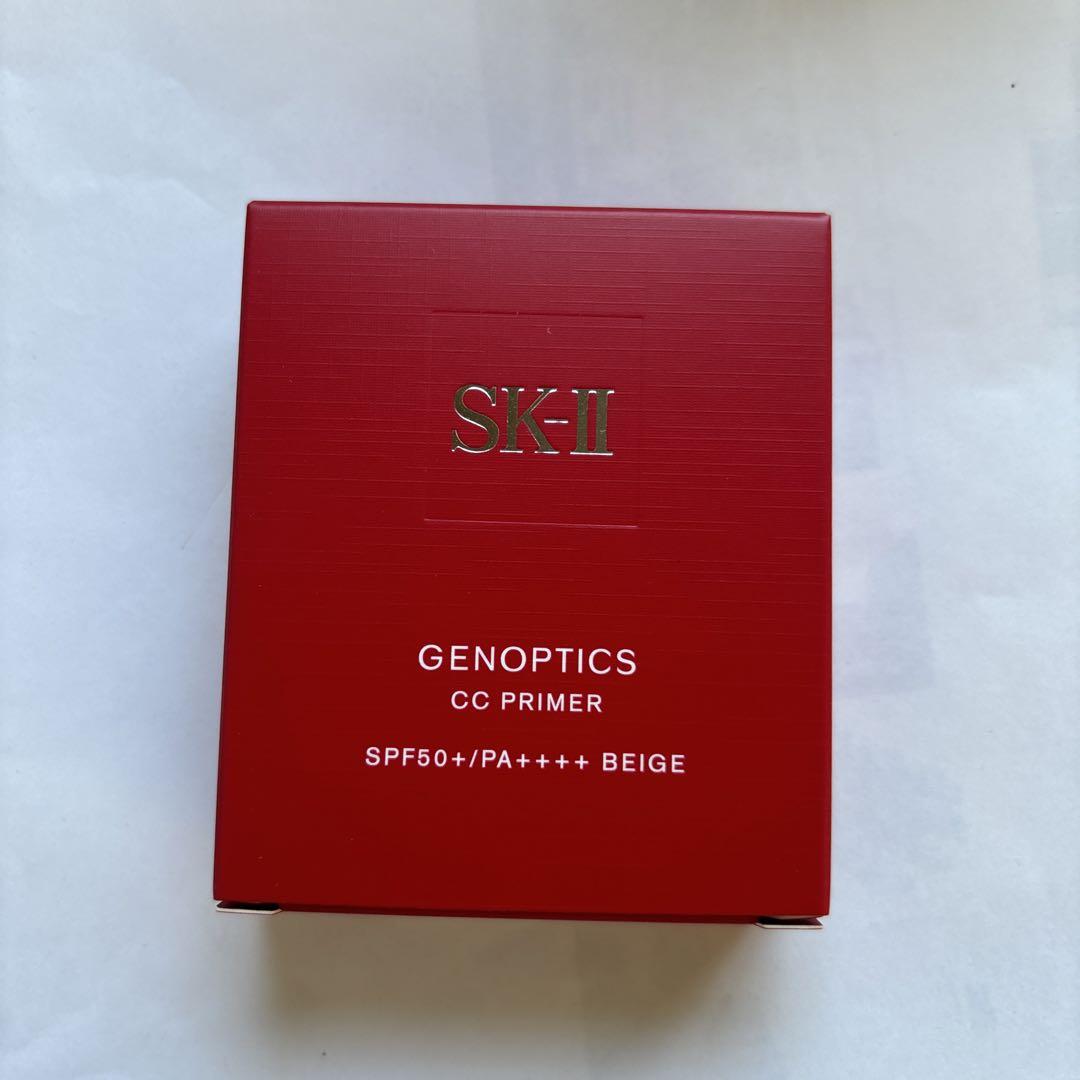 SK-II
GENOPTICS
CC PRIMER
SPF50+/PA++++ BEIGE